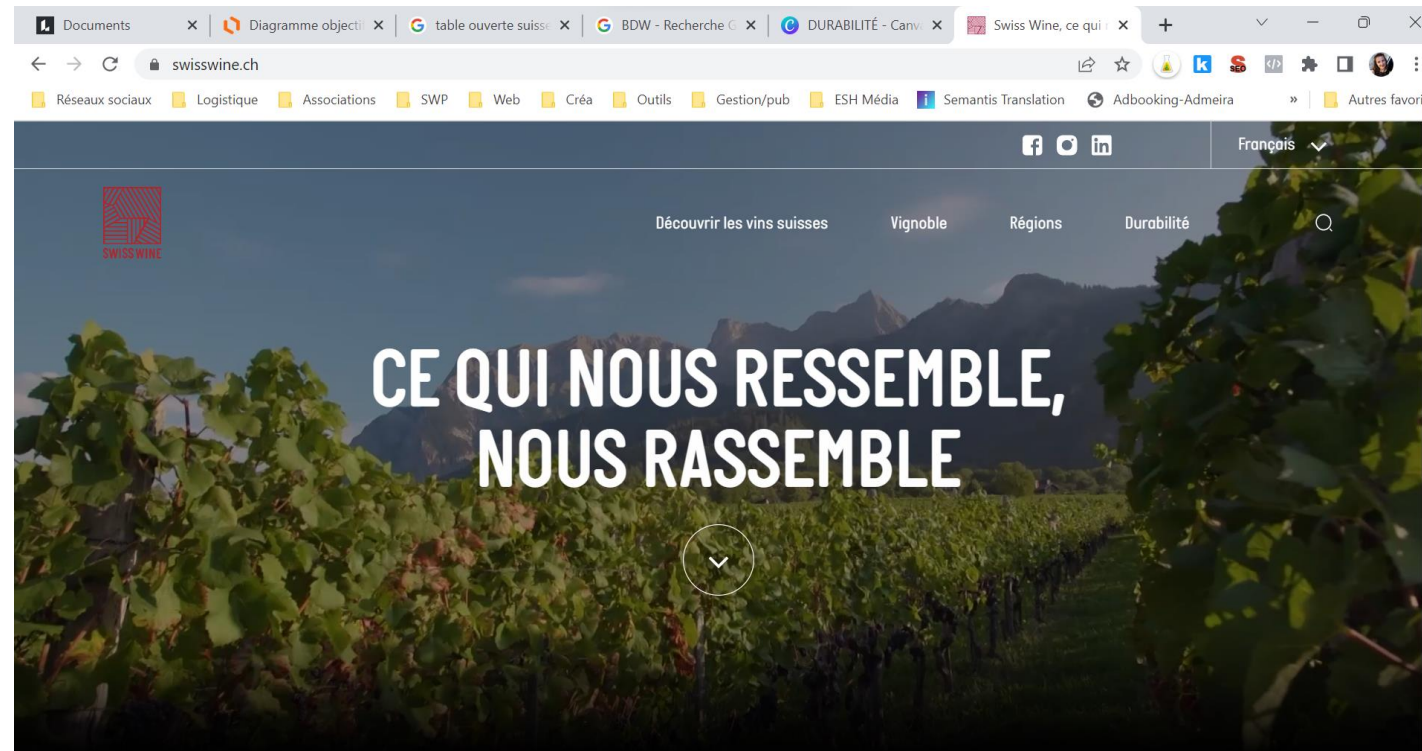 Documents
Diagramme objecti
table ouverte suisse
BDW - Recherche G
DURABILITÉ - Canv
Swiss Wine, ce qui
swisswine.ch
SEO
Réseaux sociaux
Logistique
Associations
SWP
Web
Créa
Outils
Gestion/pub
ESH Média
Semantis Translation
Adbooking-Admeira
»
Autres favori
Français
SWISS WINE
Découvrir les vins suisses
Vignoble
Régions
Durabilité
CE QUI NOUS RESSEMBLE,
NOUS RASSEMBLE